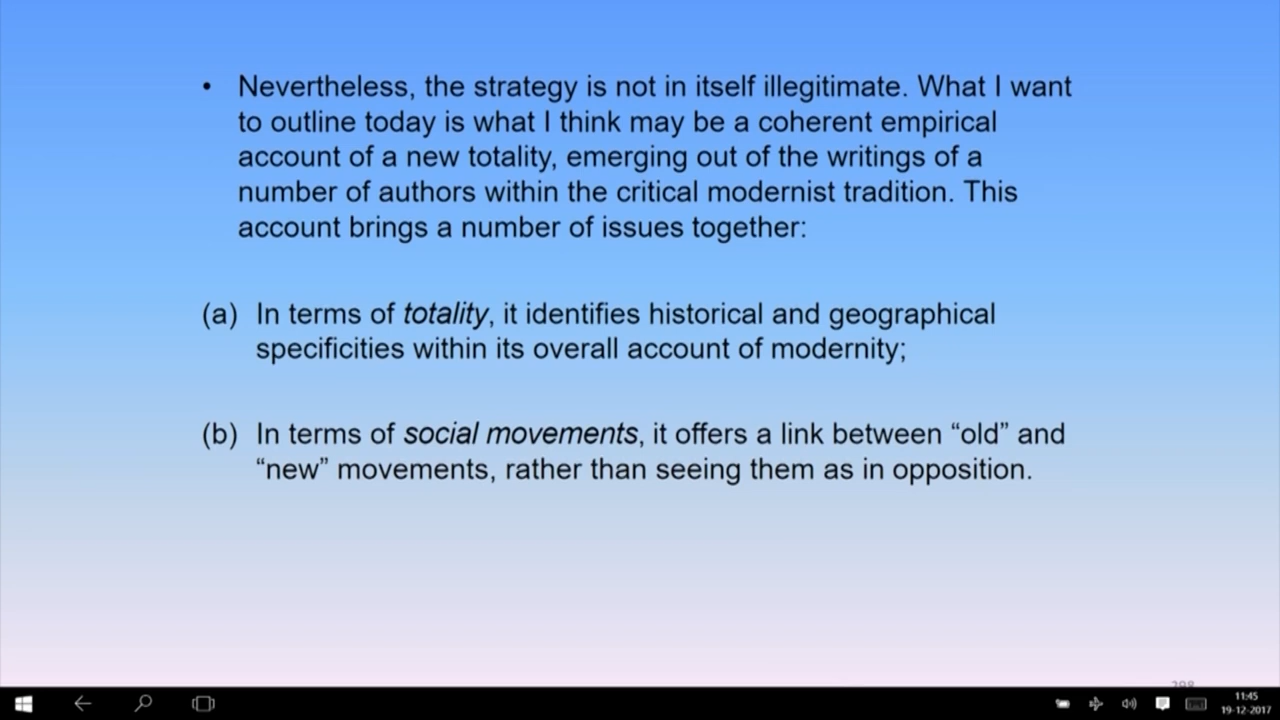 • Nevertheless, the strategy is not in itself illegitimate. What I want
to outline today is what I think may be a coherent empirical
account of a new totality, emerging out of the writings of a
number of authors within the critical modernist tradition. This
account brings a number of issues together:
(a) In terms of totality, it identifies historical and geographical
specificities within its overall account of modernity;
(b) In terms of social movements, it offers a link between “old” and
“new” movements, rather than seeing them as in opposition.
298
11:45
19-12-2017